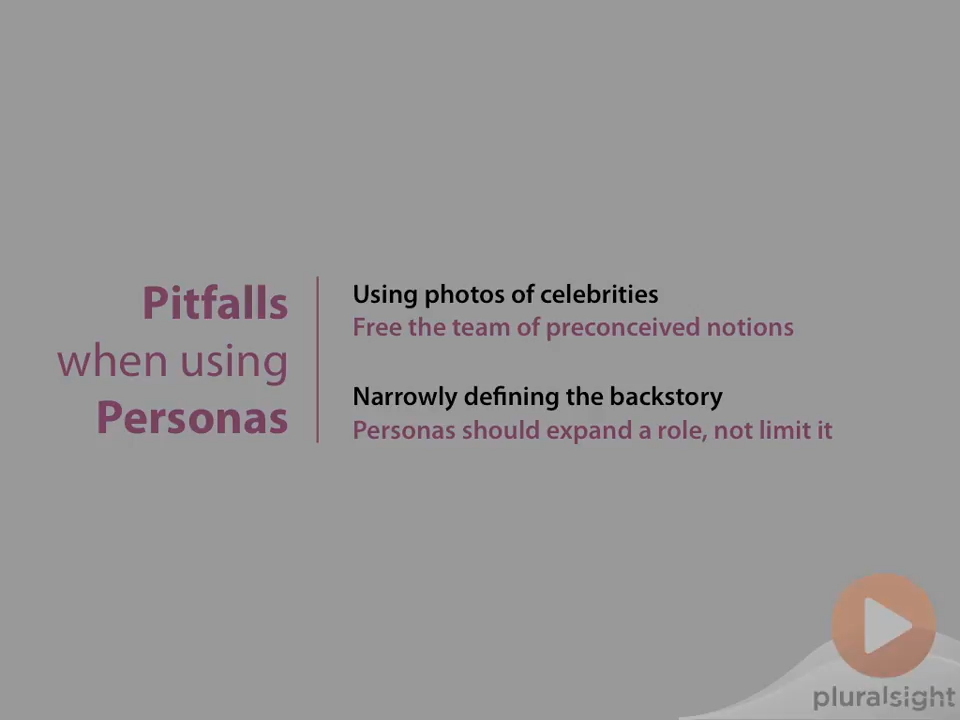 Pitfalls
when using
Personas
Using photos of celebrities
Free the team of preconceived notions
Narrowly defining the backstory
Personas should expand a role, not limit it
pluralsight